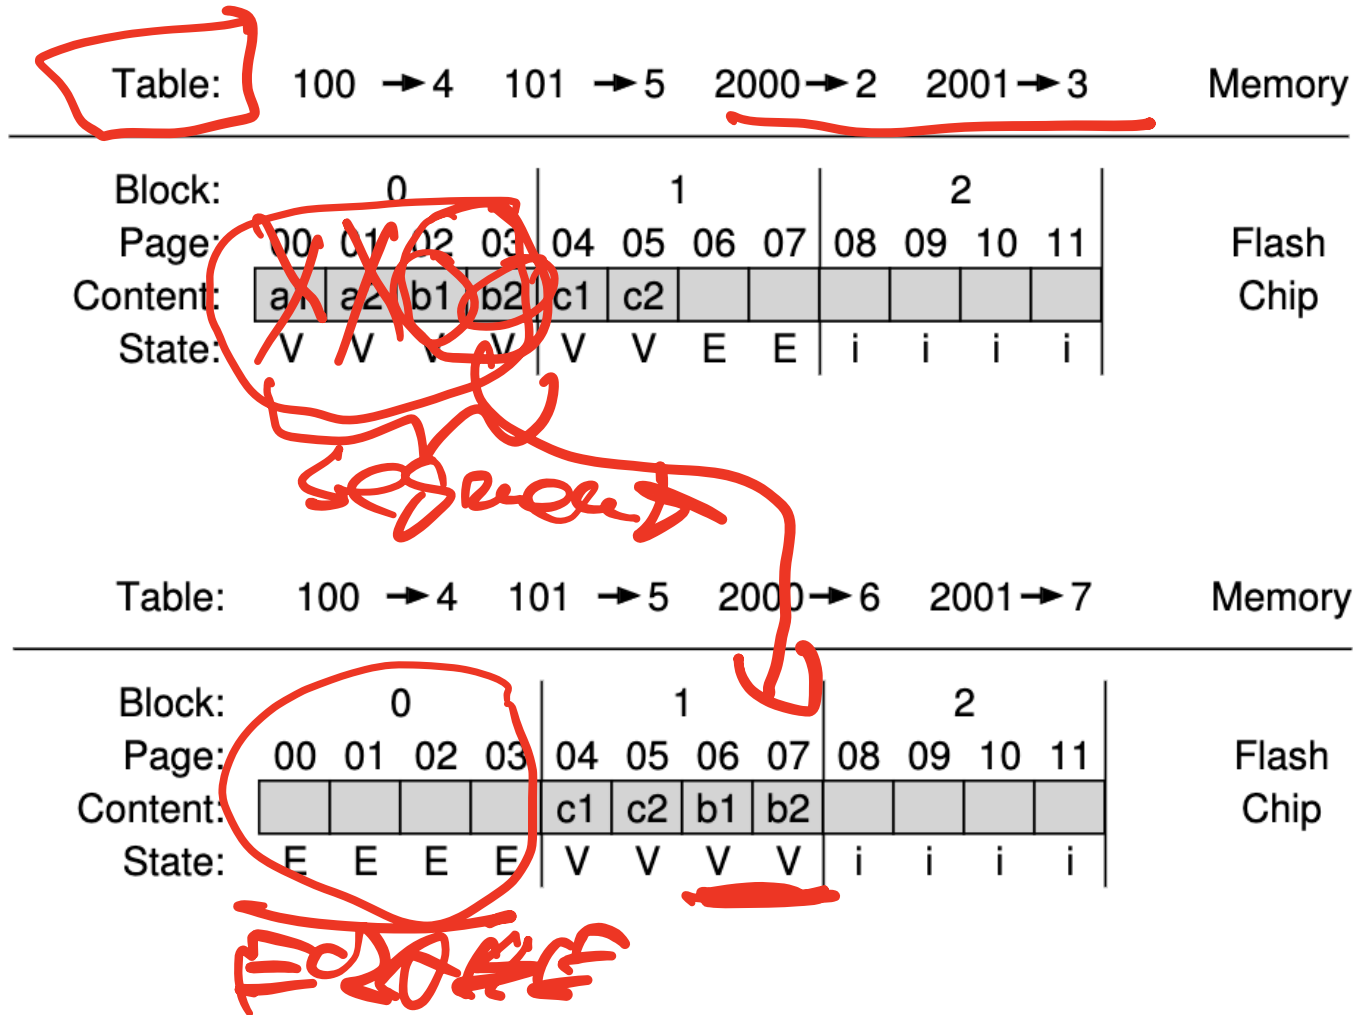 Table: 100 → 4 101 → 5 2000 → 2 2001 → 3 Memory
Block: 0 1 2
Page: 00 01 02 03 04 05 06 07 08 09 10 11 Flash
Content: a1 a2 b1 b2 c1 c2 Chip
State: V V V V V V E E i i i i
segment
Table: 100 → 4 101 → 5 2000 → 6 2001 → 7 Memory
Block: 0 1 2
Page: 00 01 02 03 04 05 06 07 08 09 10 11 Flash
Content: c1 c2 b1 b2 Chip
State: E E E E V V V V i i i i